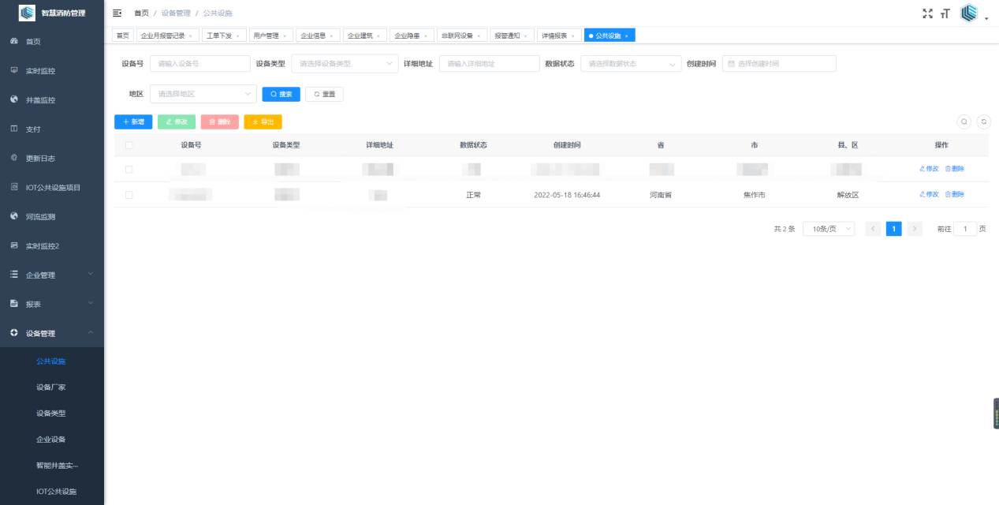 智慧消防管理
首页 / 设备管理 / 公共设施
首页 企业月报警记录 × 工单下发 × 用户管理 × 企业信息 × 企业建筑 × 企业隐患 × 非联网设备 × 报警通知 × 详情报表 × 公共设施 ×
首页
实时监控
井盖监控
支付
更新日志
IOT公共设施项目
河流监测
实时监控2
企业管理
报表
设备管理
公共设施
设备厂家
设备类型
企业设备
智能井盖实...
IOT公共设施
设备号 请输入设备号 设备类型 请选择设备类型 详细地址 请输入详细地址 数据状态 请选择数据状态 创建时间 选择创建时间
地区 请选择地区 搜索 重置
新增 修改 删除 导出
设备号 设备类型 详细地址 数据状态 创建时间 省 市 县、区 操作
修改 删除
正常 2022-05-18 16:46:44 河南省 焦作市 解放区 修改 删除
共 2 条 10条/页 1 前往 1 页